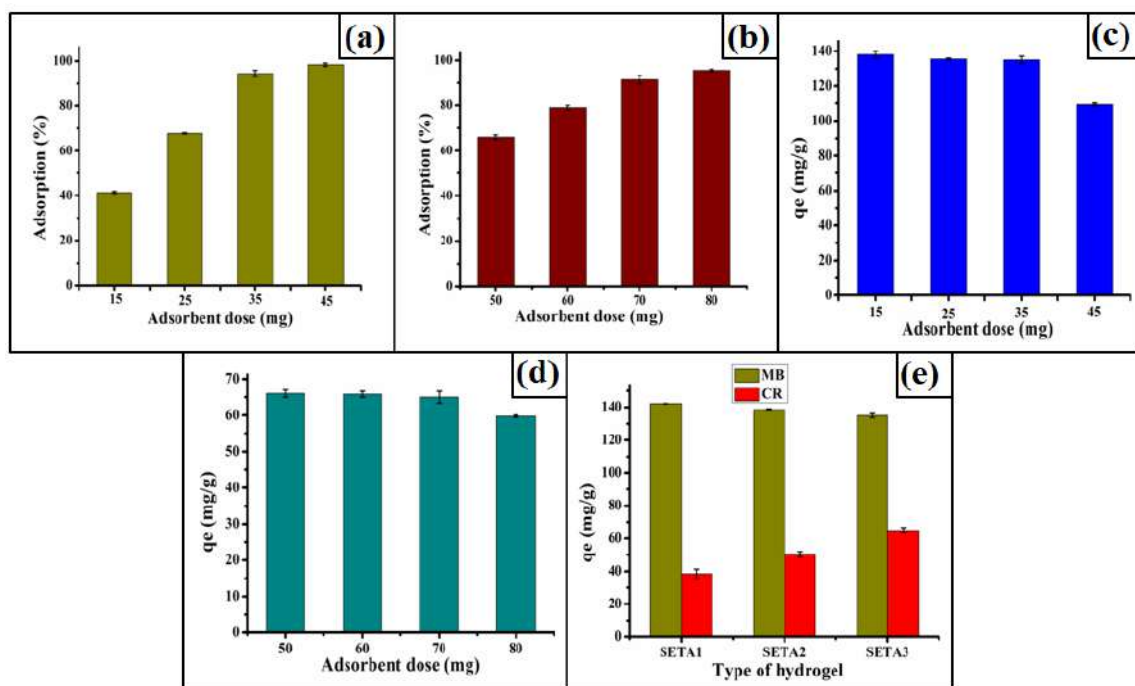 (a)
Adsorption (%)
100
80
60
40
20
0
15 25 35 45
Adsorbent dose (mg)
(b)
Adsorption (%)
100
80
60
40
20
0
50 60 70 80
Adsorbent dose (mg)
(c)
qe (mg/g)
140
120
100
80
60
40
20
0
15 25 35 45
Adsorbent dose (mg)
(d)
qe (mg/g)
70
60
50
40
30
20
10
0
50 60 70 80
Adsorbent dose (mg)
(e)
MB
CR
qe (mg/g)
140
120
100
80
60
40
20
0
SETA1 SETA2 SETA3
Type of hydrogel